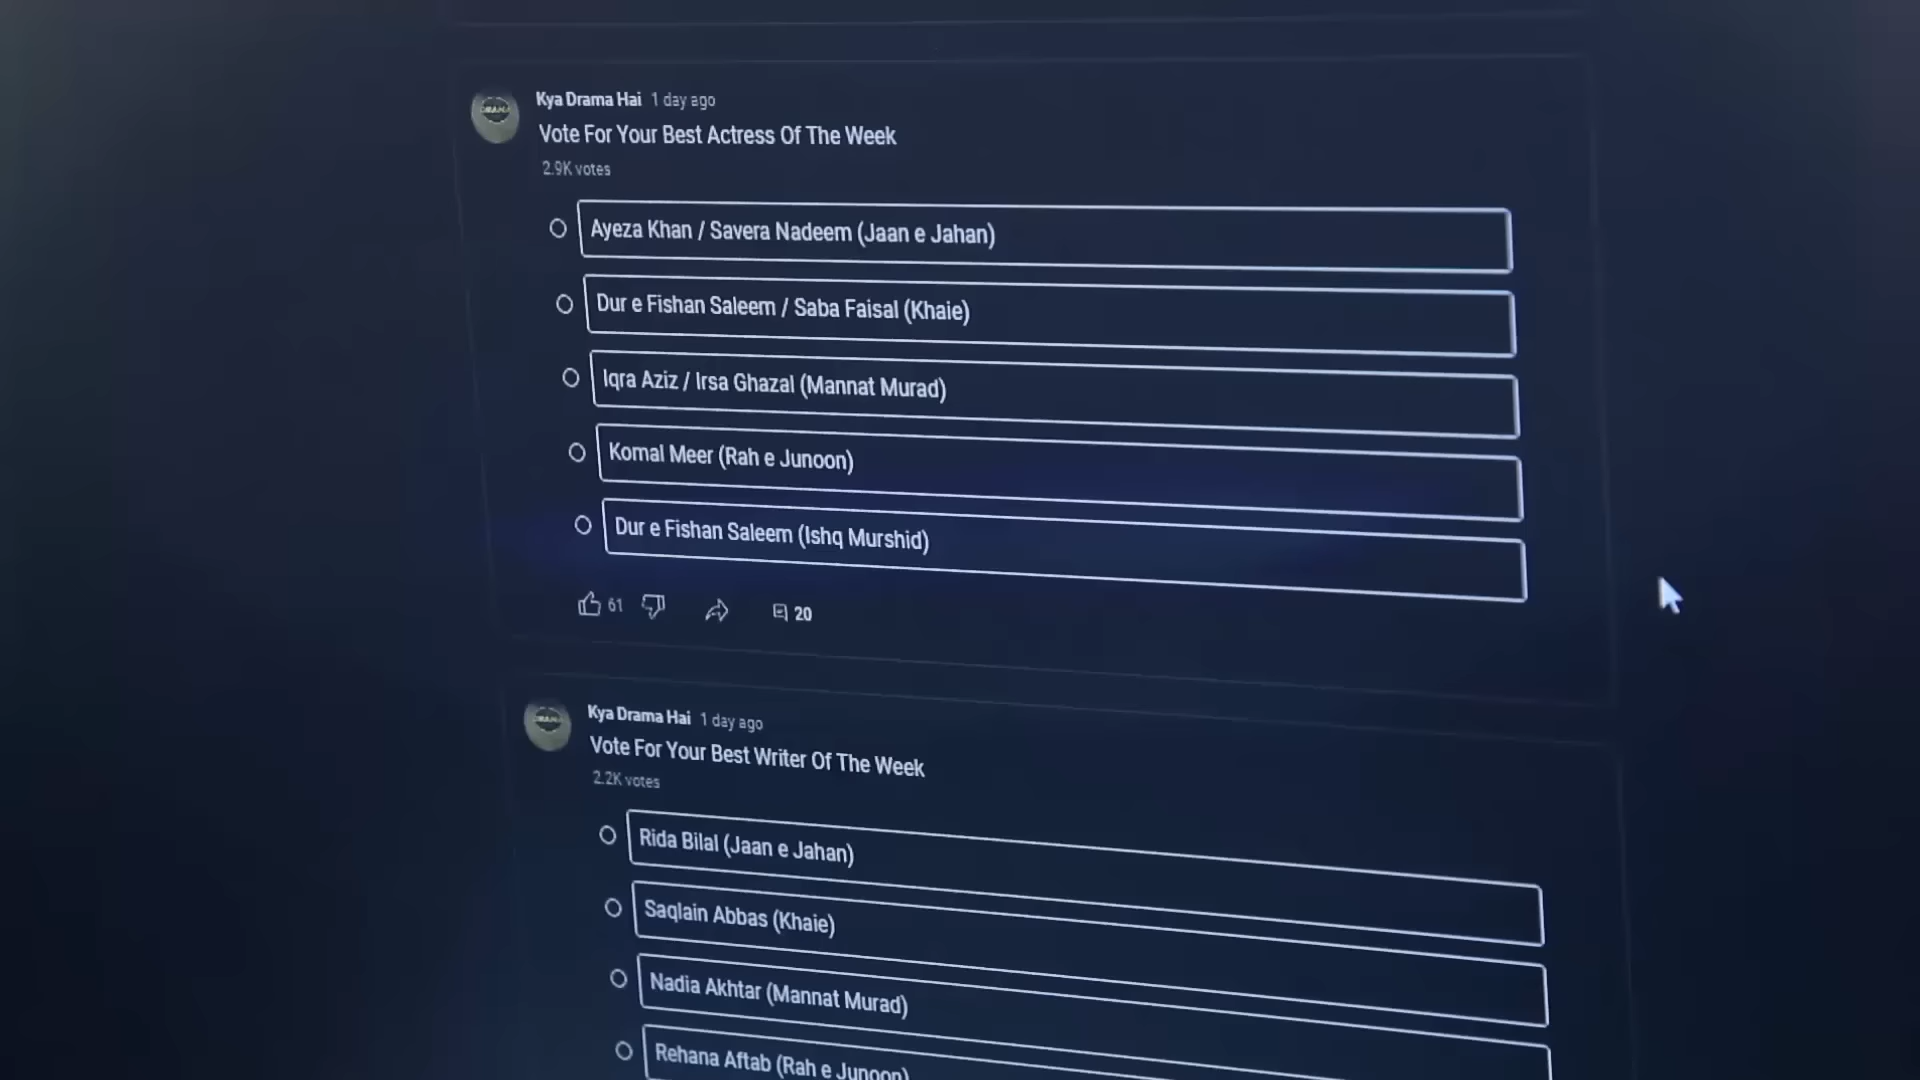 Kya Drama Hai 1 day ago
Vote For Your Best Actress Of The Week
2.9K votes
Ayeza Khan / Savera Nadeem (Jaan e Jahan)
Dur e Fishan Saleem / Saba Faisal (Khaie)
Iqra Aziz / Irsa Ghazal (Mannat Murad)
Komal Meer (Rah e Junoon)
Dur e Fishan Saleem (Ishq Murshid)
61 20
Kya Drama Hai 1 day ago
Vote For Your Best Writer Of The Week
2.2K votes
Rida Bilal (Jaan e Jahan)
Saqlain Abbas (Khaie)
Nadia Akhtar (Mannat Murad)
Rehana Aftab (Rah e Junoon)